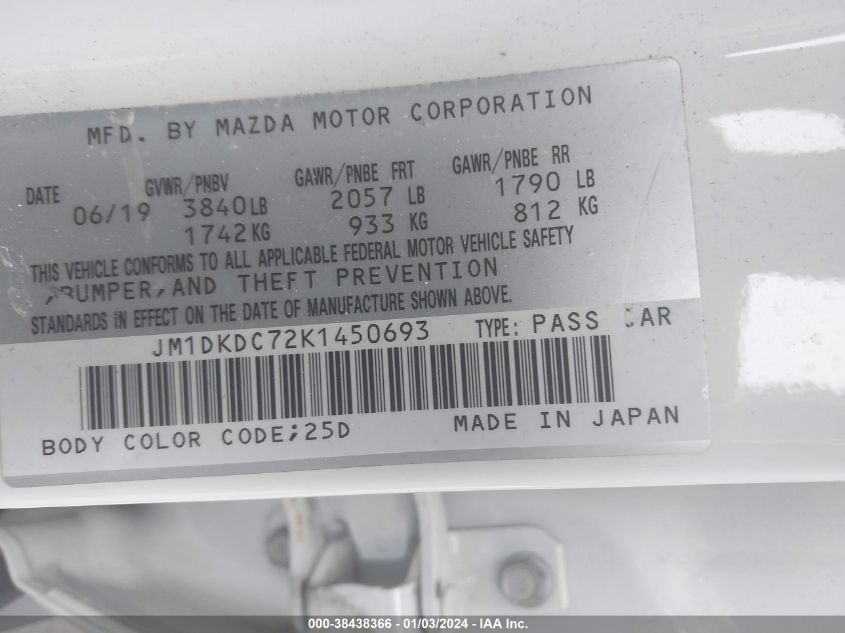 MFD. BY MAZDA MOTOR CORPORATION
DATE GVWR/PNBV GAWR/PNBE FRT GAWR/PNBE RR
06/19 3840LB 2057 LB 1790 LB
1742KG 933 KG 812 KG
THIS VEHICLE CONFORMS TO ALL APPLICABLE FEDERAL MOTOR VEHICLE SAFETY
,BUMPER,AND THEFT PREVENTION
STANDARDS IN EFFECT ON THE DATE OF MANUFACTURE SHOWN ABOVE.
JM1DKDC72K1450693 TYPE: PASS CAR
BODY COLOR CODE;25D MADE IN JAPAN
000-38438366 - 01/03/2024 - IAA Inc.